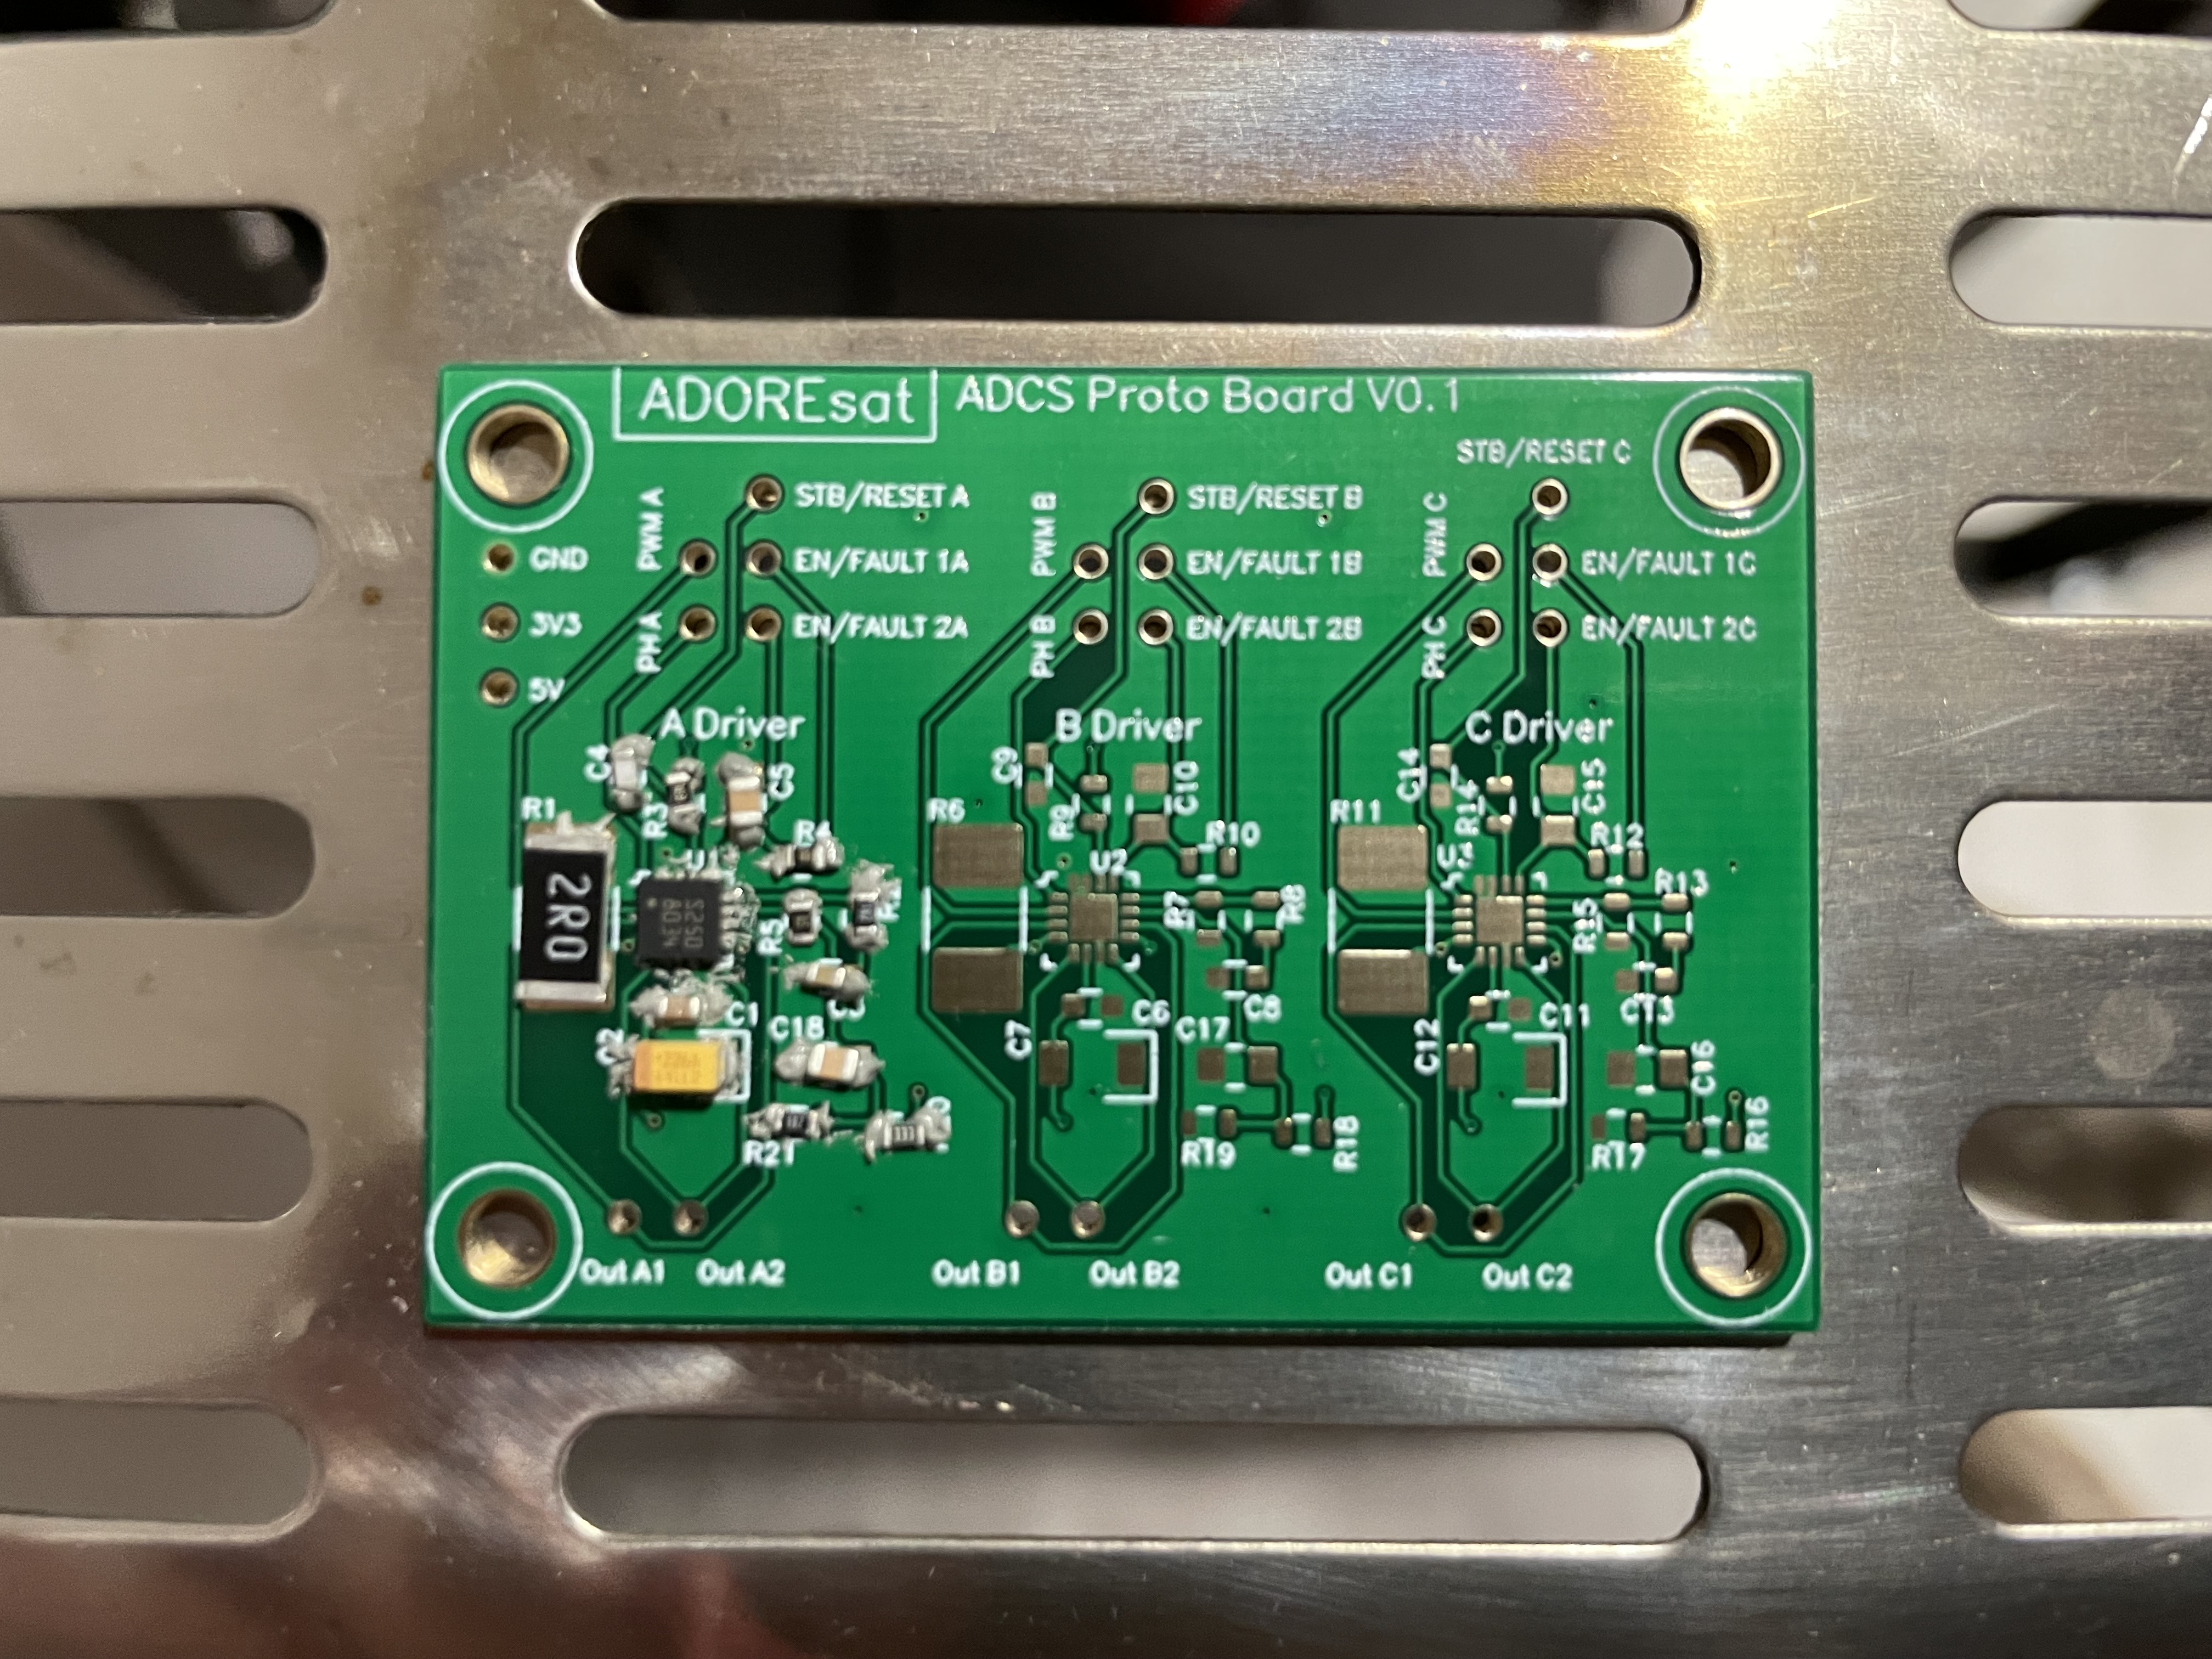 ADOREsat ADCS Proto Board V0.1
GND
3V3
5V
R1
2R0
Out A1
Out A2
C2
C4
PH A
PWM A
R3
A Driver
C1
C5
R5
R21
C18
R4
STB/RESET A
EN/FAULT 1A
EN/FAULT 2A
Out B1
Out B2
R6
C7
C9
PH B
PWM B
R9
B Driver
U2
C6
C10
R7
R19
C17
C8
R10
R8
R18
STB/RESET B
EN/FAULT 1B
EN/FAULT 2B
Out C1
Out C2
R11
C12
C14
PH C
PWM C
R14
C Driver
C11
C15
R15
R17
C13
R12
R13
C16
R16
STB/RESET C
EN/FAULT 1C
EN/FAULT 2C